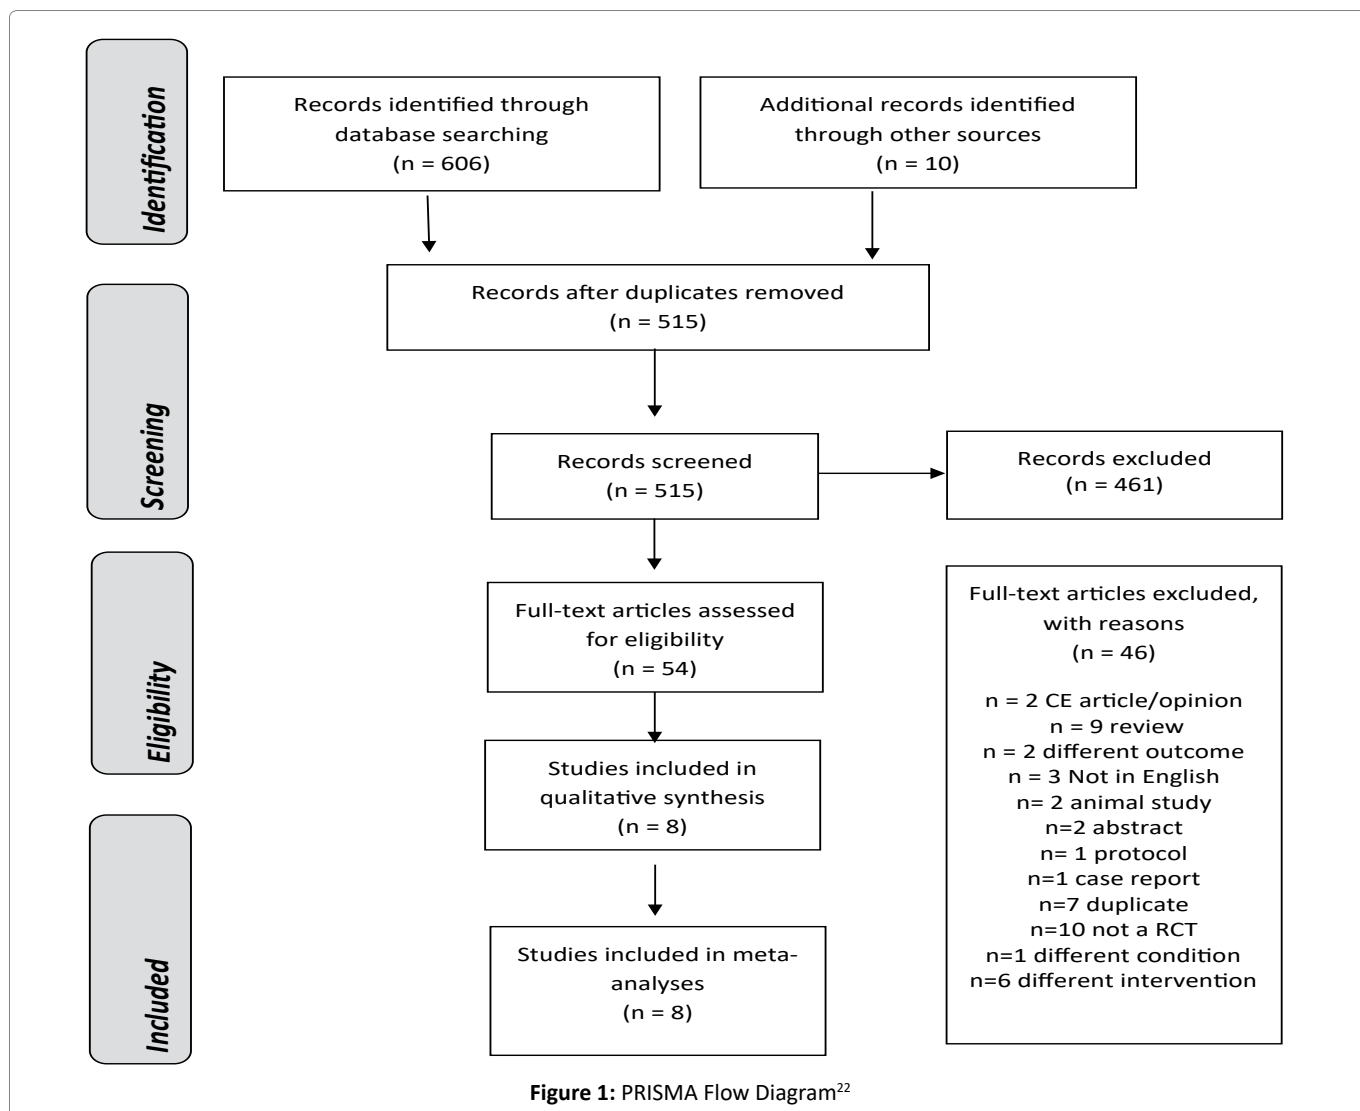 Identification
Records identified through
database searching
(n = 606)
Additional records identified
through other sources
(n = 10)
Records after duplicates removed
(n = 515)
Screening
Records screened
(n = 515)
Records excluded
(n = 461)
Eligibility
Full-text articles assessed
for eligibility
(n = 54)
Full-text articles excluded,
with reasons
(n = 46)
n = 2 CE article/opinion
n = 9 review
n = 2 different outcome
n = 3 Not in English
n= 2 animal study
n=2 abstract
n= 1 protocol
n=1 case report
n=7 duplicate
n=10 not a RCT
n=1 different condition
n=6 different intervention
Studies included in
qualitative synthesis
(n = 8)
Included
Studies included in meta-
analyses
(n = 8)
Figure 1: PRISMA Flow Diagram²²